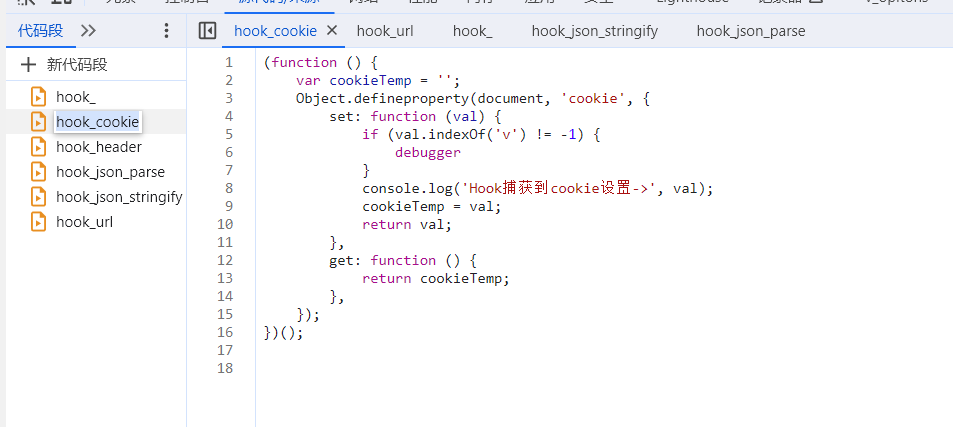 Lighthouse
代码段
hook_cookie
hook_url
hook_
hook_json_stringify
hook_json_parse
新代码段
hook_
hook_cookie
hook_header
hook_json_parse
hook_json_stringify
hook_url
1 (function () {
2 var cookieTemp = '';
3 Object.defineproperty(document, 'cookie', {
4 set: function (val) {
5 if (val.indexOf('v') != -1) {
6 debugger
7 }
8 console.log('Hook捕获到cookie设置->', val);
9 cookieTemp = val;
10 return val;
11 },
12 get: function () {
13 return cookieTemp;
14 },
15 });
16 })();
17
18